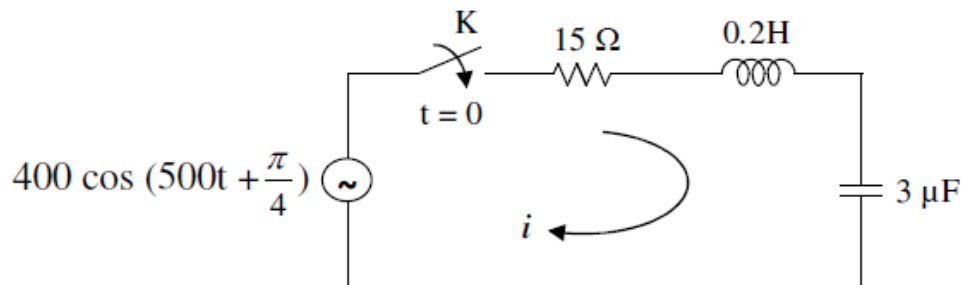 K
15 Ω
0.2H
t = 0
400 cos (500t + π/4)
~
3 µF
i